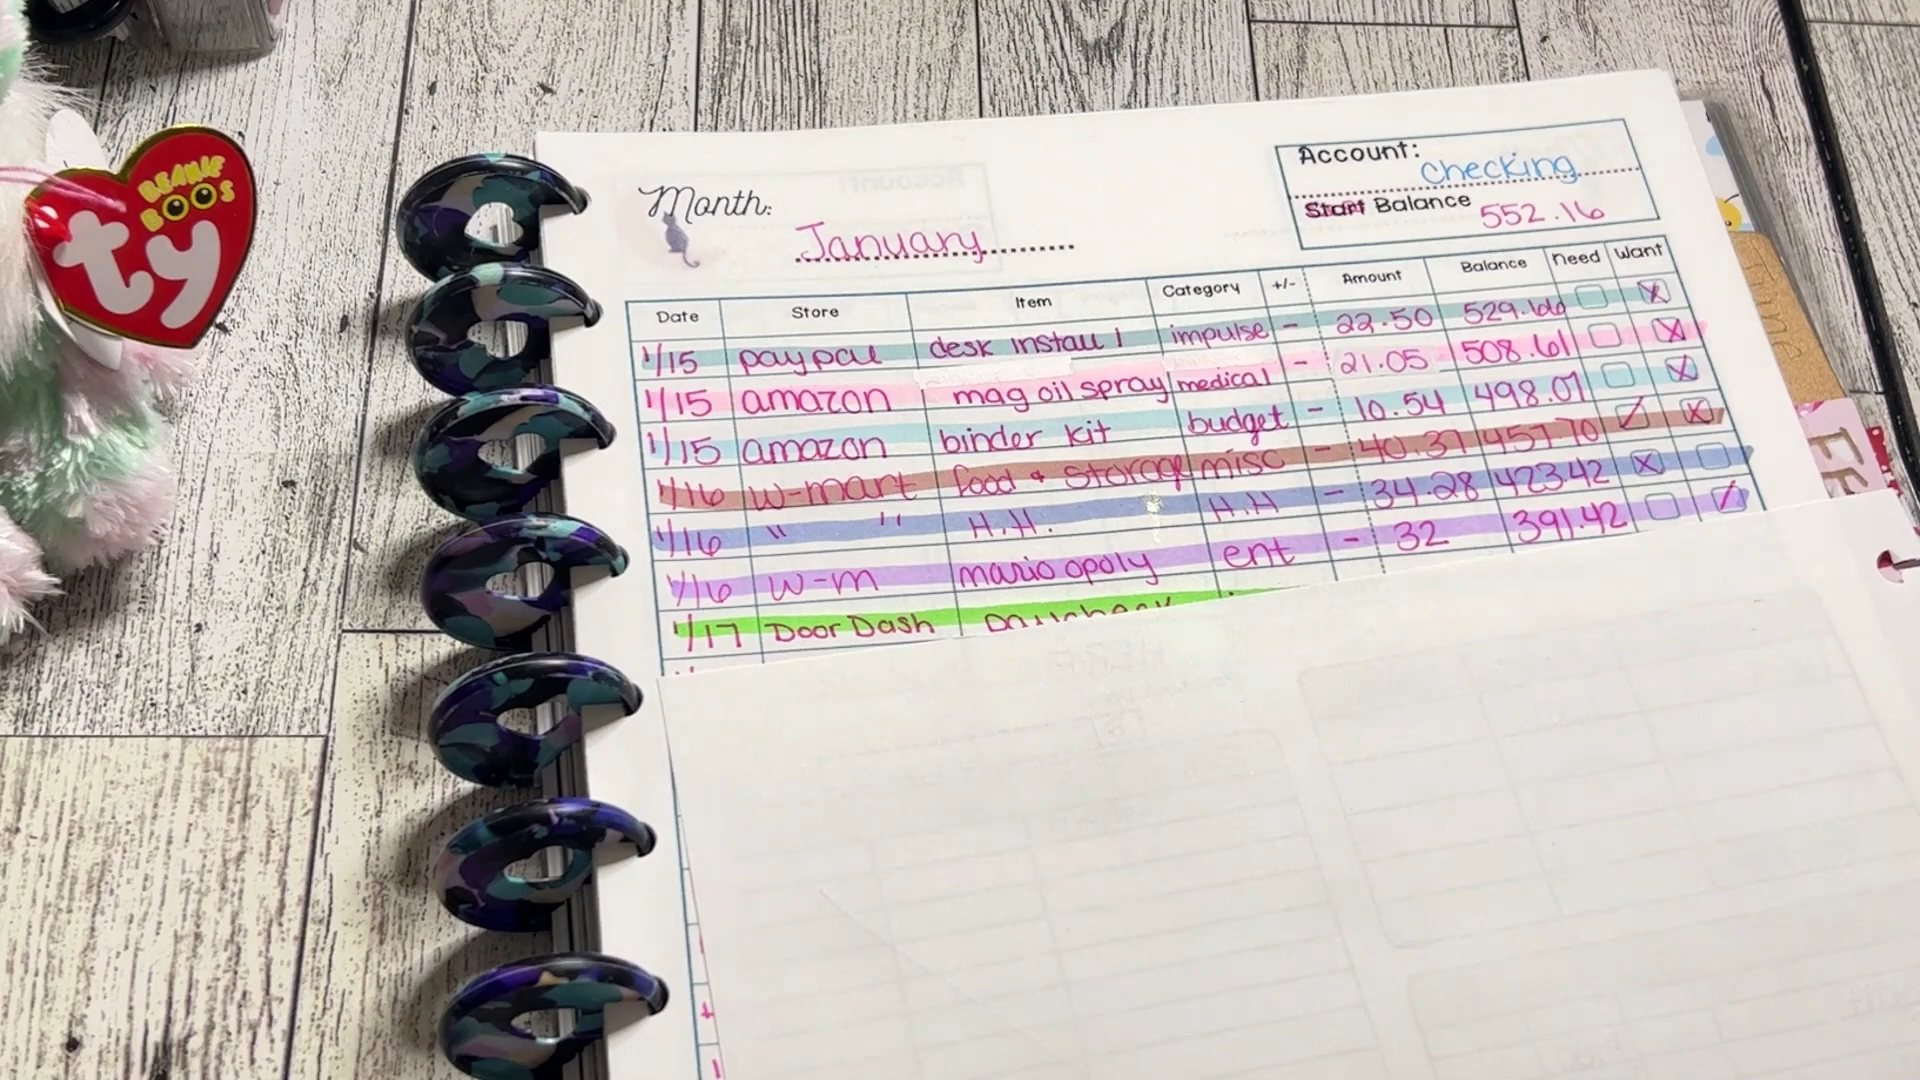 BEANIE
BOOS
ty
Month:
January
Account:
checking
Start Balance
552.16
Date Store Item Category +/- Amount Balance need want
1/15 paypal desk install 1 impulse - 22.50 529.66 X
1/15 amazon mag oil spray medical - 21.05 508.61 X
1/15 amazon binder kit budget - 10.54 498.07 X
1/16 w-mart food & storage misc - 40.37 457.70 / X
1/16 " " H.H. H.H - 34.28 423.42 X
1/16 w-m mario opoly ent - 32 391.42 /
1/17 Door Dash